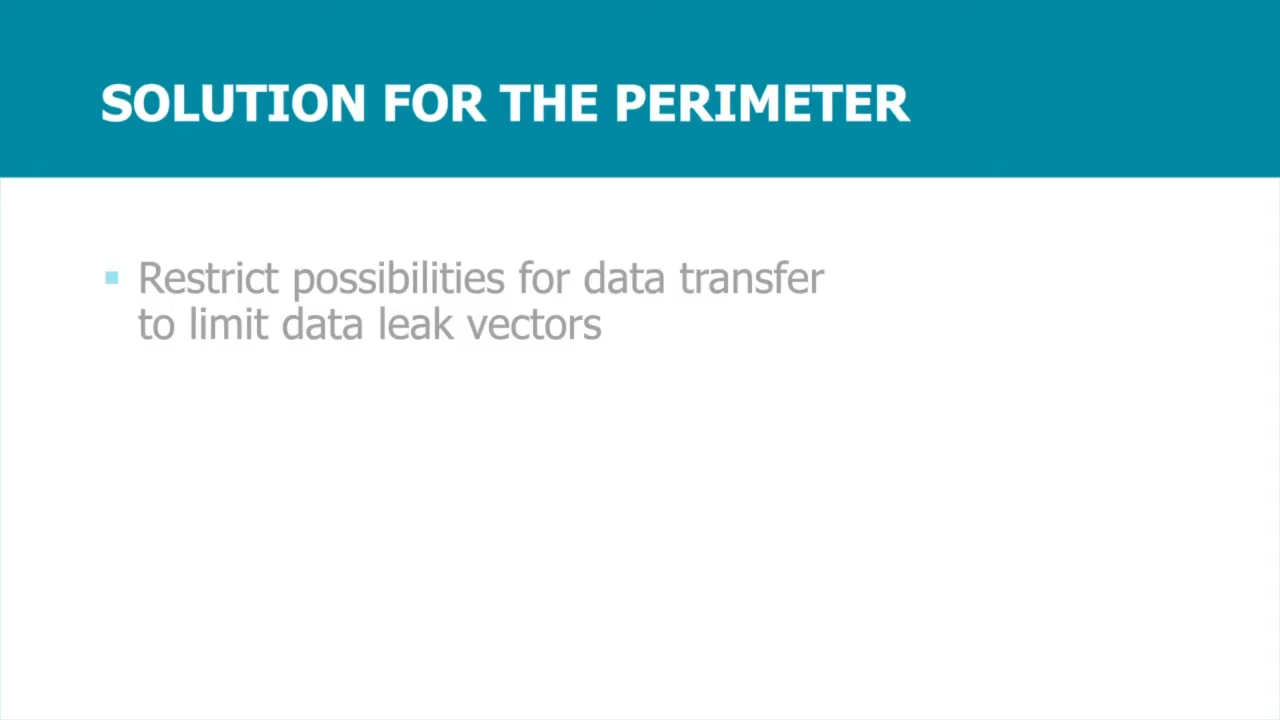 SOLUTION FOR THE PERIMETER
▪ Restrict possibilities for data transfer
to limit data leak vectors